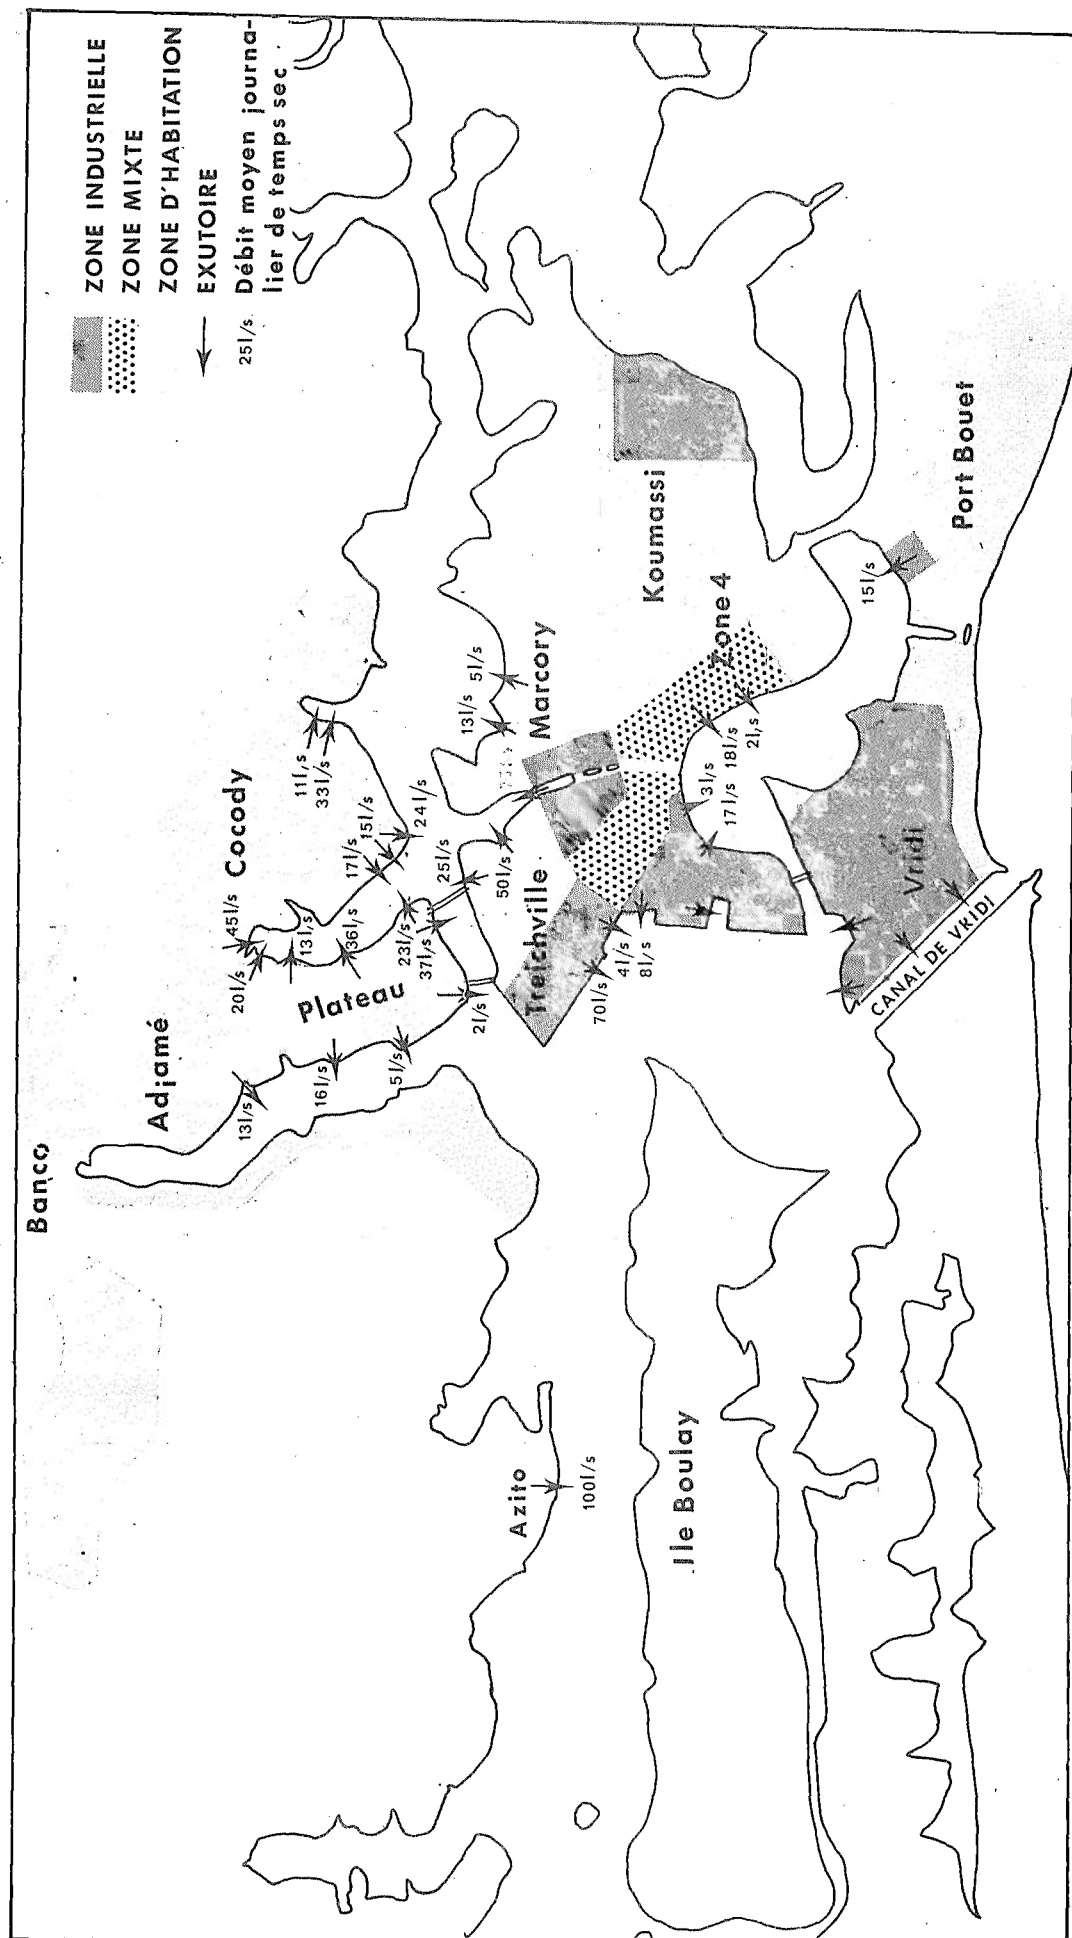 ZONE INDUSTRIELLE
ZONE MIXTE
ZONE D'HABITATION
EXUTOIRE
25l/s. Débit moyen journa-
lier de temps sec
Banco
Adjamé
Cocody
Plateau
Azito
100l/s
13l/s
16l/s
5l/s
2l/s
20l/s
45l/s
13l/s
36l/s
23l/s
37l/s
17l/s
15l/s
24l/s
11l/s
33l/s
25l/s
50l/s
13l/s
5l/s
Marcory
Treichville
70l/s
4l/s
8l/s
3l/s
17l/s
18l/s
2l/s
Zone 4
Koumassi
15l/s
Port Bouet
Vridi
CANAL DE VRIDI
Ile Boulay